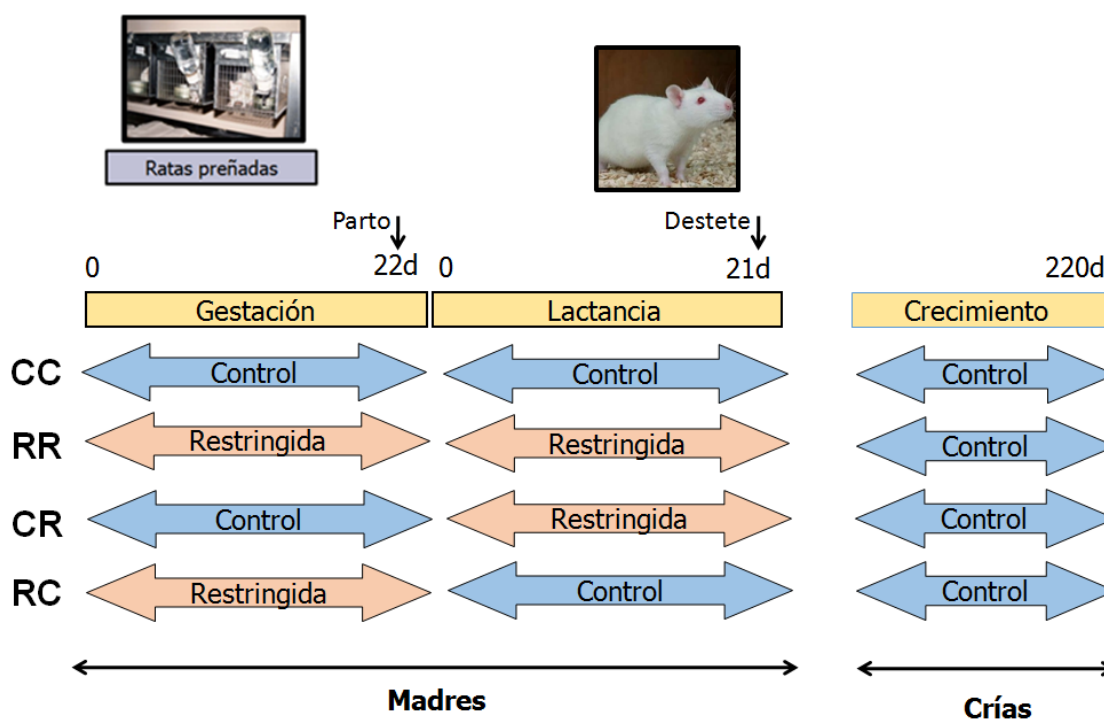 Ratas preñadas
Parto
Destete
0
22d
0
21d
220d
Gestación
Lactancia
Crecimiento
CC
Control
Control
Control
RR
Restringida
Restringida
Control
CR
Control
Restringida
Control
RC
Restringida
Control
Control
Madres
Crías